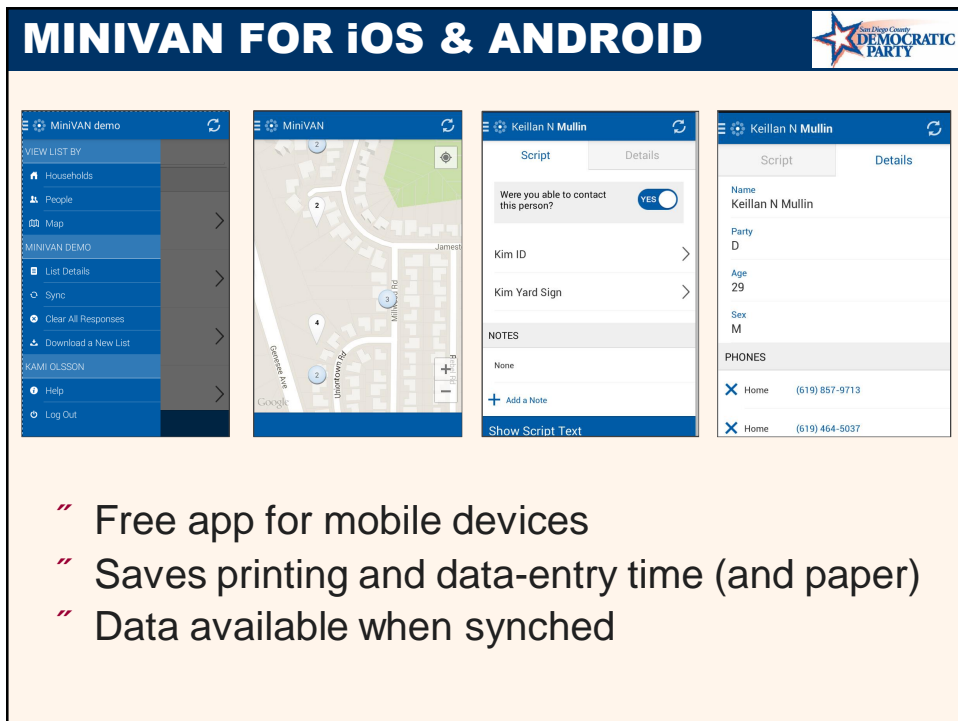 MINIVAN FOR iOS & ANDROID
San Diego County
DEMOCRATIC
PARTY
MiniVAN demo
VIEW LIST BY
Households
People
Map
MINIVAN DEMO
List Details
Sync
Clear All Responses
Download a New List
KAMI OLSSON
Help
Log Out
MiniVAN
2
2
Jamest
3
4
2
Genesee Ave
Uniontown Rd
Google
+
−
Keillan N Mullin
Script Details
Were you able to contact
this person?
YES
Kim ID
Kim Yard Sign
NOTES
None
Add a Note
Show Script Text
Keillan N Mullin
Script Details
Name
Keillan N Mullin
Party
D
Age
29
Sex
M
PHONES
Home (619) 857-9713
Home (619) 464-5037
˝ Free app for mobile devices
˝ Saves printing and data-entry time (and paper)
˝ Data available when synched